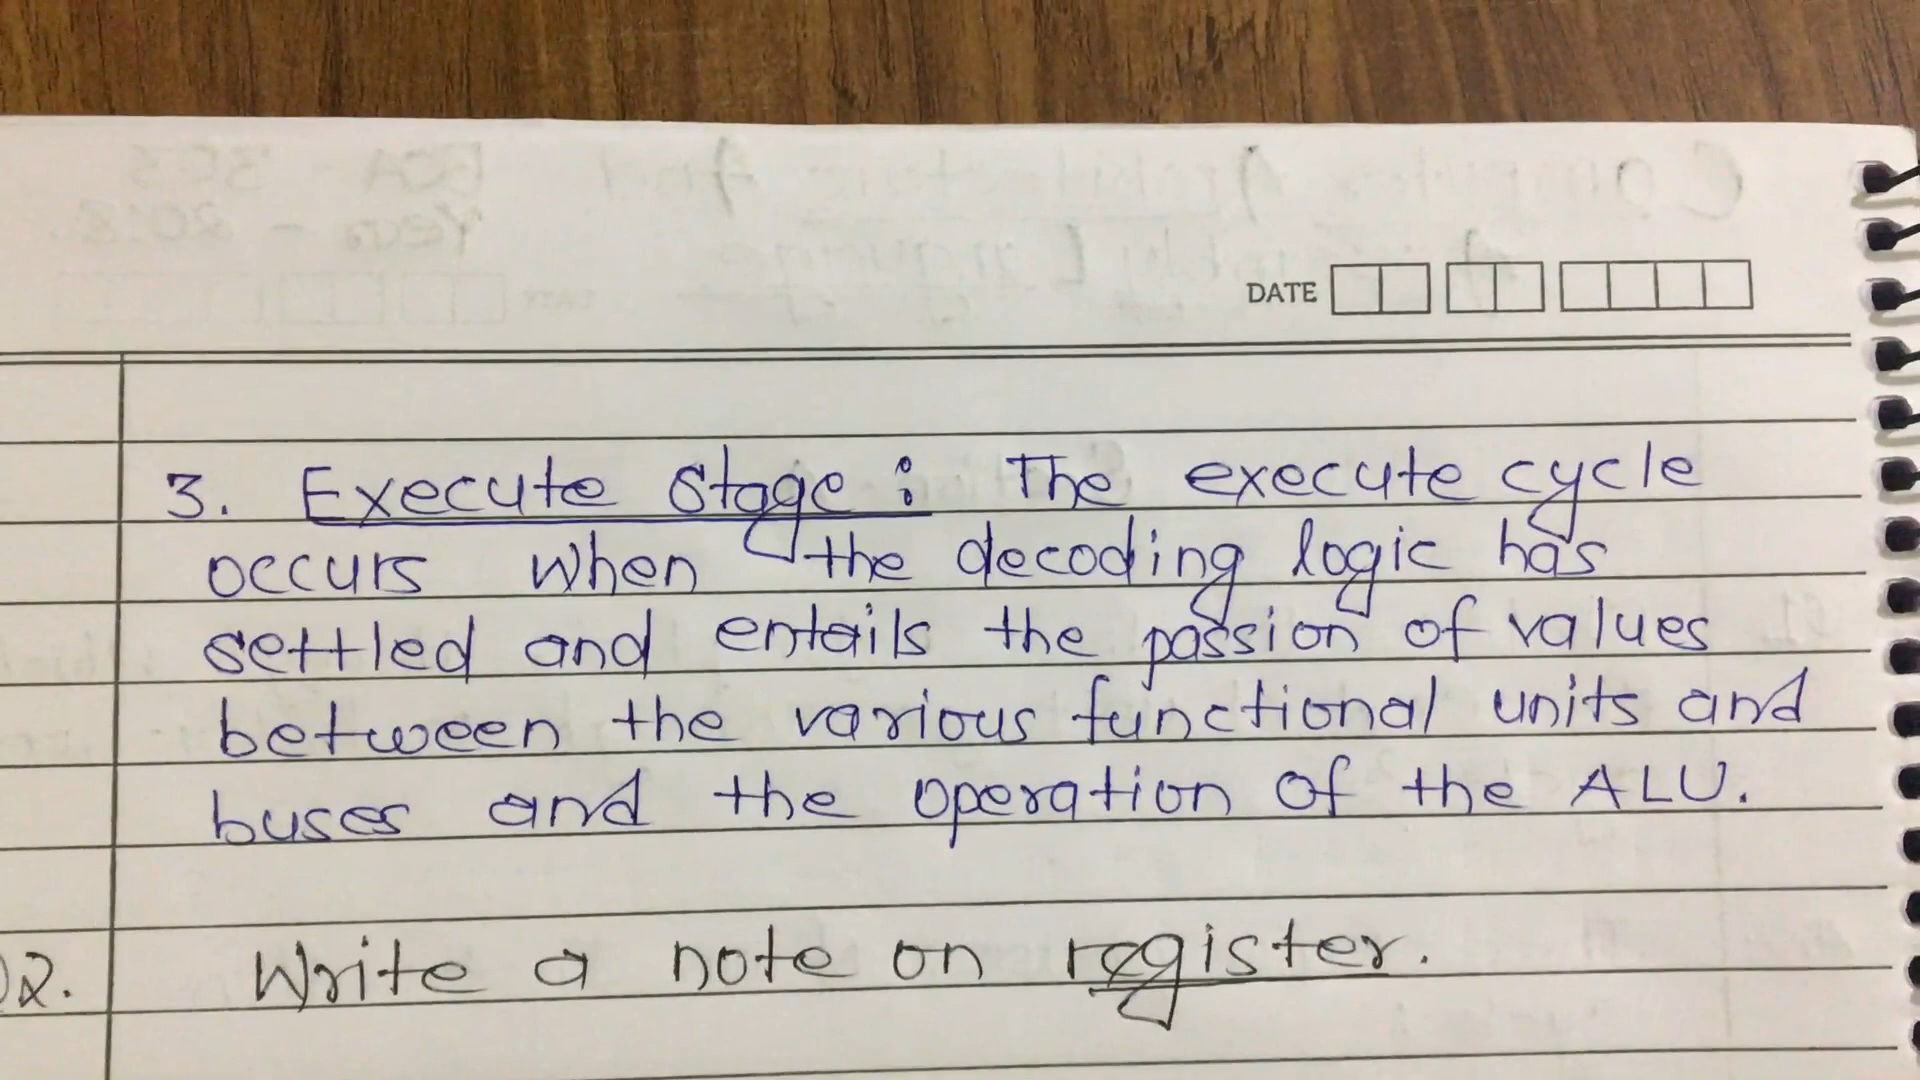 DATE
3. Execute Stage : The execute cycle
occurs when the decoding logic has
settled and entails the passion of values
between the various functional units and
buses and the operation of the ALU.
Q2. Write a note on register.